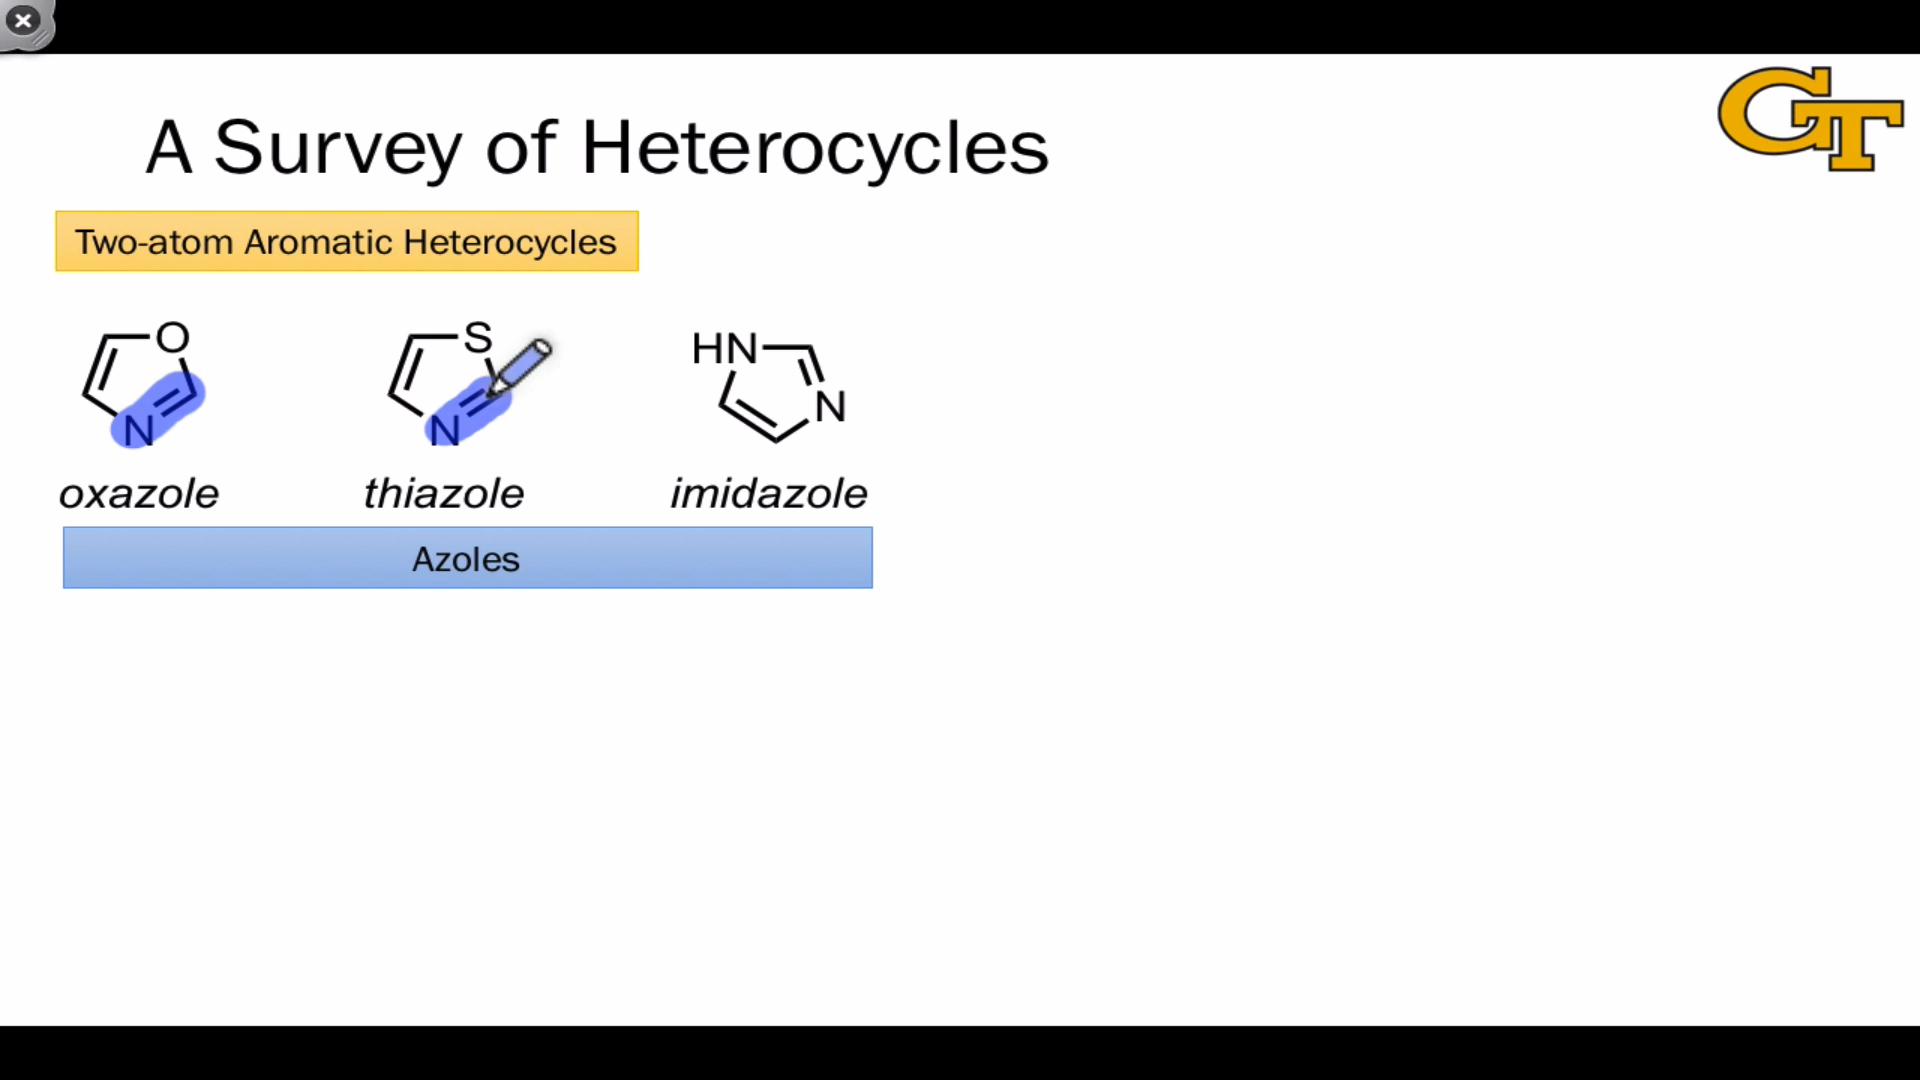 GT
A Survey of Heterocycles
Two-atom Aromatic Heterocycles
O
N
S
N
HN
N
oxazole thiazole imidazole
Azoles